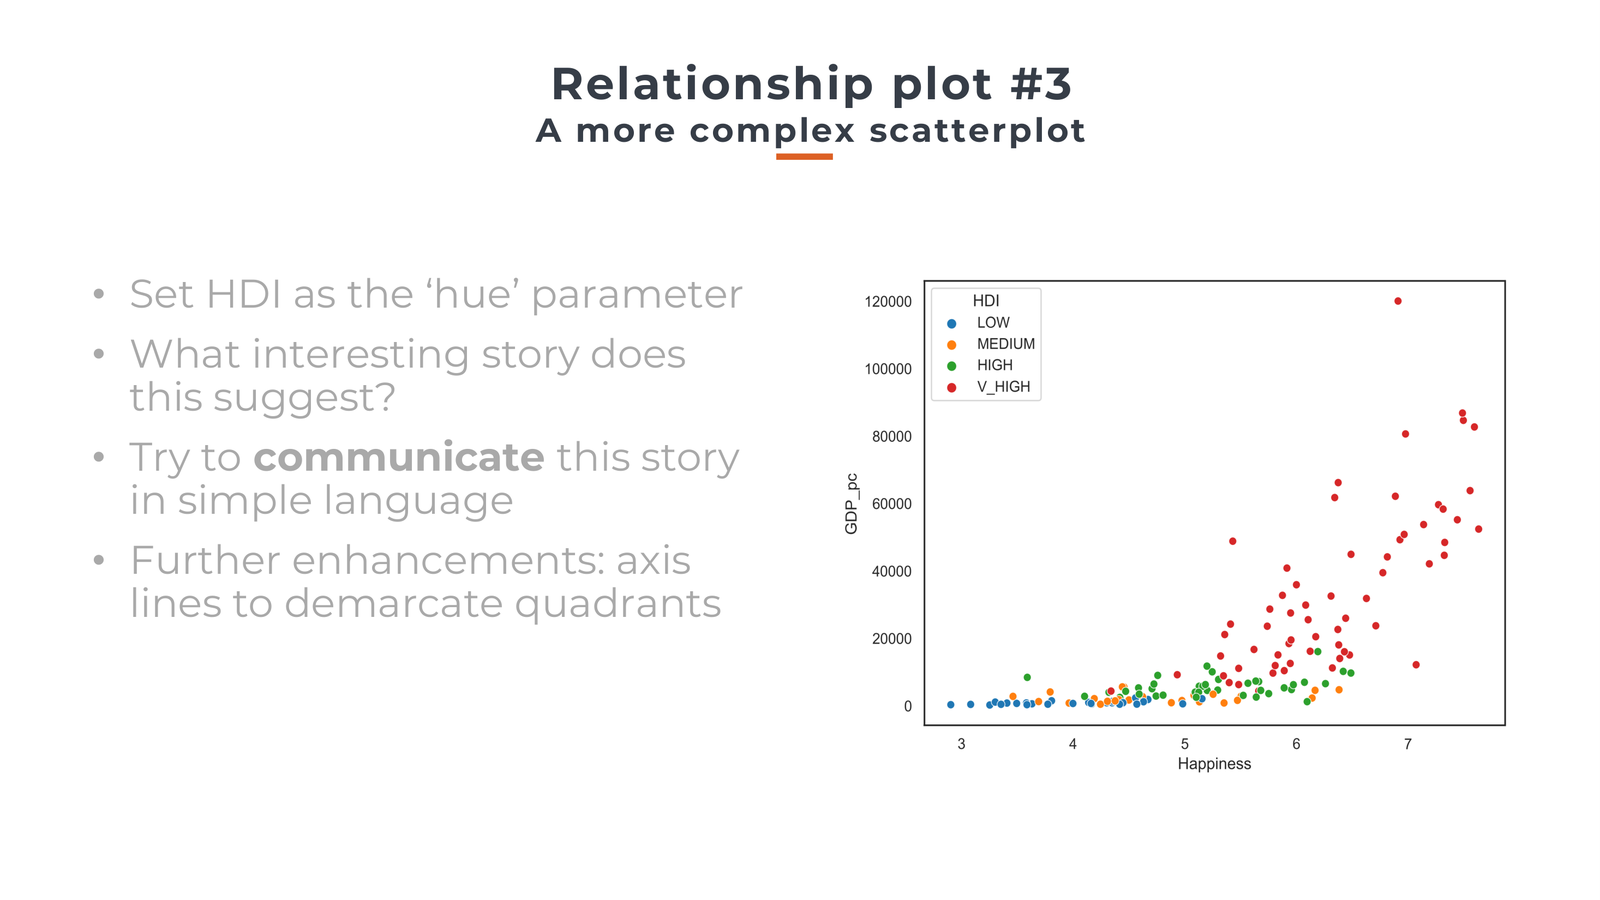 Relationship plot #3
A more complex scatterplot
• Set HDI as the ‘hue’ parameter
• What interesting story does
this suggest?
• Try to communicate this story
in simple language
• Further enhancements: axis
lines to demarcate quadrants
HDI
LOW
MEDIUM
HIGH
V_HIGH
120000
100000
80000
60000
40000
20000
0
GDP_pc
3 4 5 6 7
Happiness